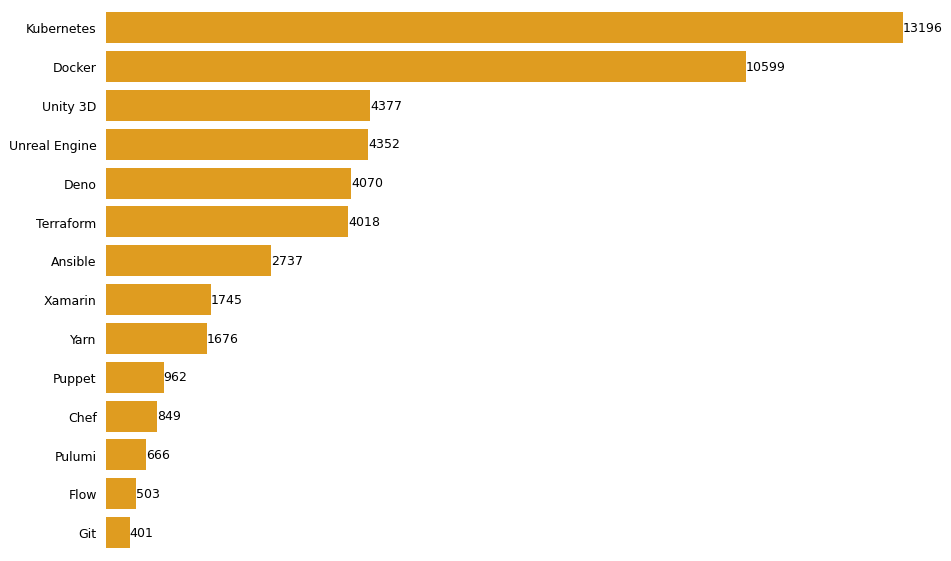 Kubernetes 13196
Docker 10599
Unity 3D 4377
Unreal Engine 4352
Deno 4070
Terraform 4018
Ansible 2737
Xamarin 1745
Yarn 1676
Puppet 962
Chef 849
Pulumi 666
Flow 503
Git 401